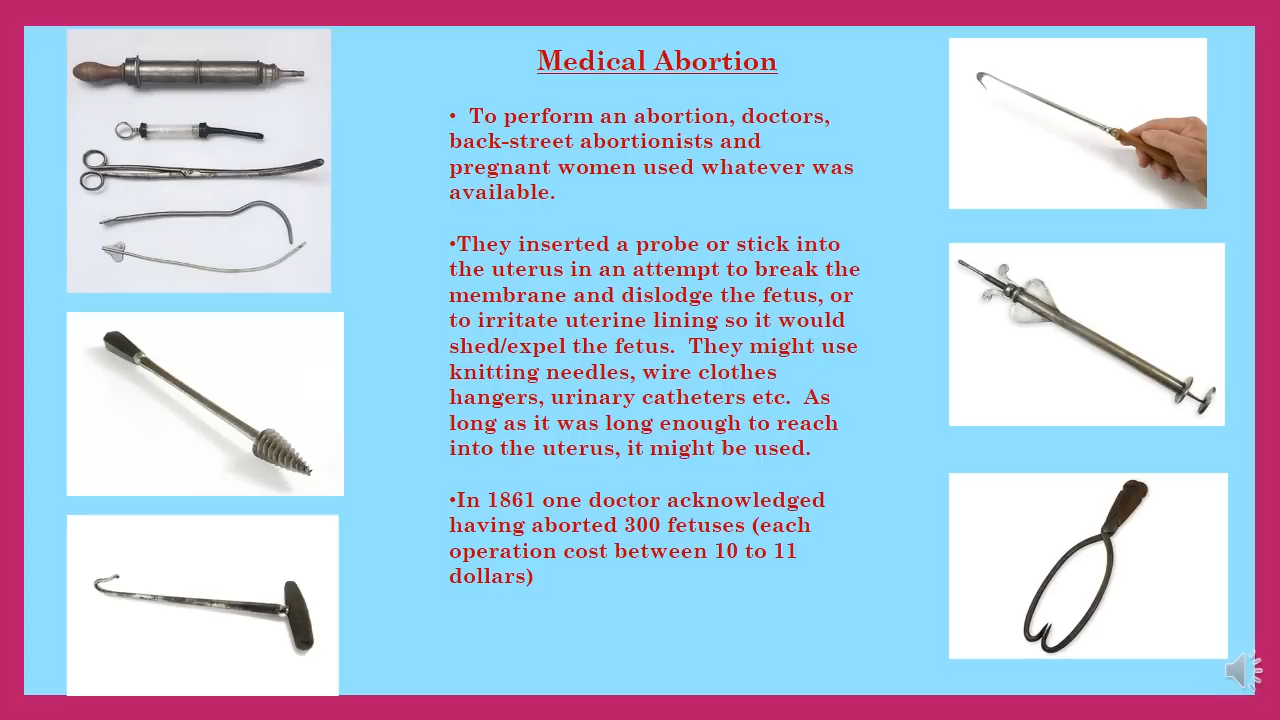 Medical Abortion
• To perform an abortion, doctors,
back-street abortionists and
pregnant women used whatever was
available.
•They inserted a probe or stick into
the uterus in an attempt to break the
membrane and dislodge the fetus, or
to irritate uterine lining so it would
shed/expel the fetus.  They might use
knitting needles, wire clothes
hangers, urinary catheters etc.  As
long as it was long enough to reach
into the uterus, it might be used.
•In 1861 one doctor acknowledged
having aborted 300 fetuses (each
operation cost between 10 to 11
dollars)